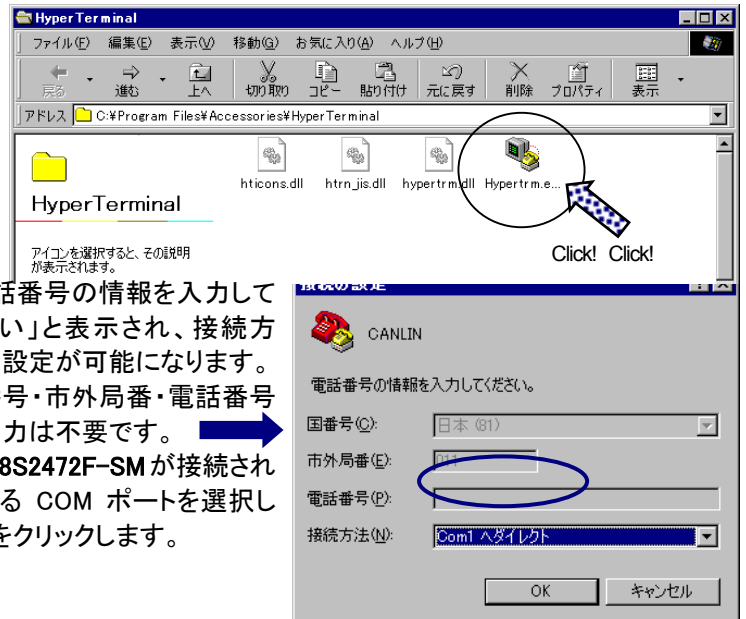 HyperTerminal
ファイル(F) 編集(E) 表示(V) 移動(G) お気に入り(A) ヘルプ(H)
戻る 進む 上へ 切り取り コピー 貼り付け 元に戻す 削除 プロパティ 表示
アドレス C:¥Program Files¥Accessories¥HyperTerminal
hticons.dll htrn_jis.dll hypertrm.dll Hypertrm.e...
HyperTerminal
Click! Click!
アイコンを選択すると、その説明
が表示されます。
話番号の情報を入力して
い」と表示され、接続方
設定が可能になります。
号・市外局番・電話番号
力は不要です。
8S2472F-SMが接続され
る COM ポートを選択し
をクリックします。
接続の設定
CANLIN
電話番号の情報を入力してください。
国番号(C): 日本 (81)
市外局番(E): 011
電話番号(P):
接続方法(N): Com1 へダイレクト
OK キャンセル